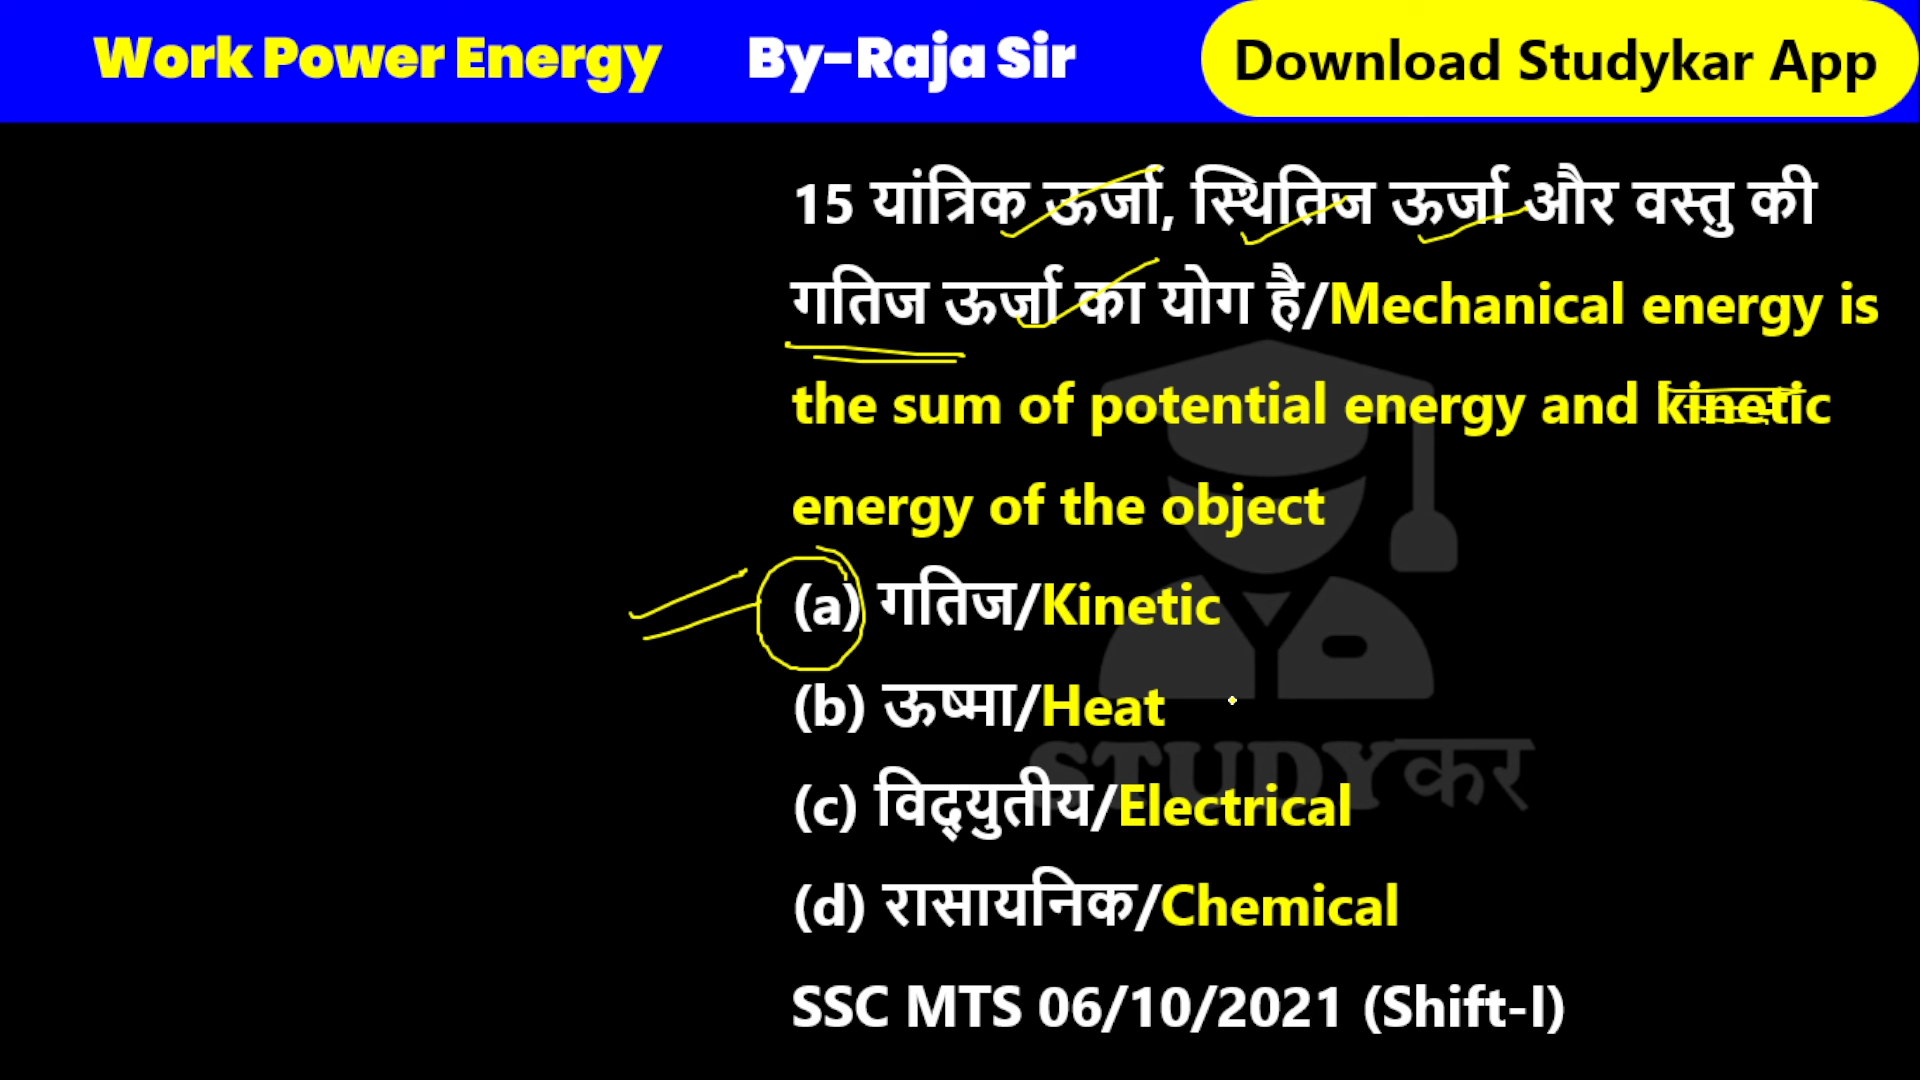 Work Power Energy By-Raja Sir Download Studykar App
15 यांत्रिक ऊर्जा, स्थितिज ऊर्जा और वस्तु की
गतिज ऊर्जा का योग है/Mechanical energy is
the sum of potential energy and kinetic
energy of the object
(a) गतिज/Kinetic
(b) ऊष्मा/Heat
STUDYकर
(c) विद्युतीय/Electrical
(d) रासायनिक/Chemical
SSC MTS 06/10/2021 (Shift-I)